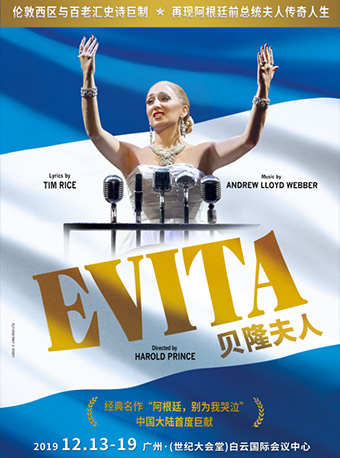 伦敦西区与百老汇史诗巨制 ★ 再现阿根廷前总统夫人传奇人生
Lyrics by
TIM RICE
Music by
ANDREW LLOYD WEBBER
EVITA
贝隆夫人
Directed by
HAROLD PRINCE
经典名作“阿根廷，别为我哭泣”
中国大陆首度巨献
2019 12.13-19 广州·(世纪大会堂)白云国际会议中心